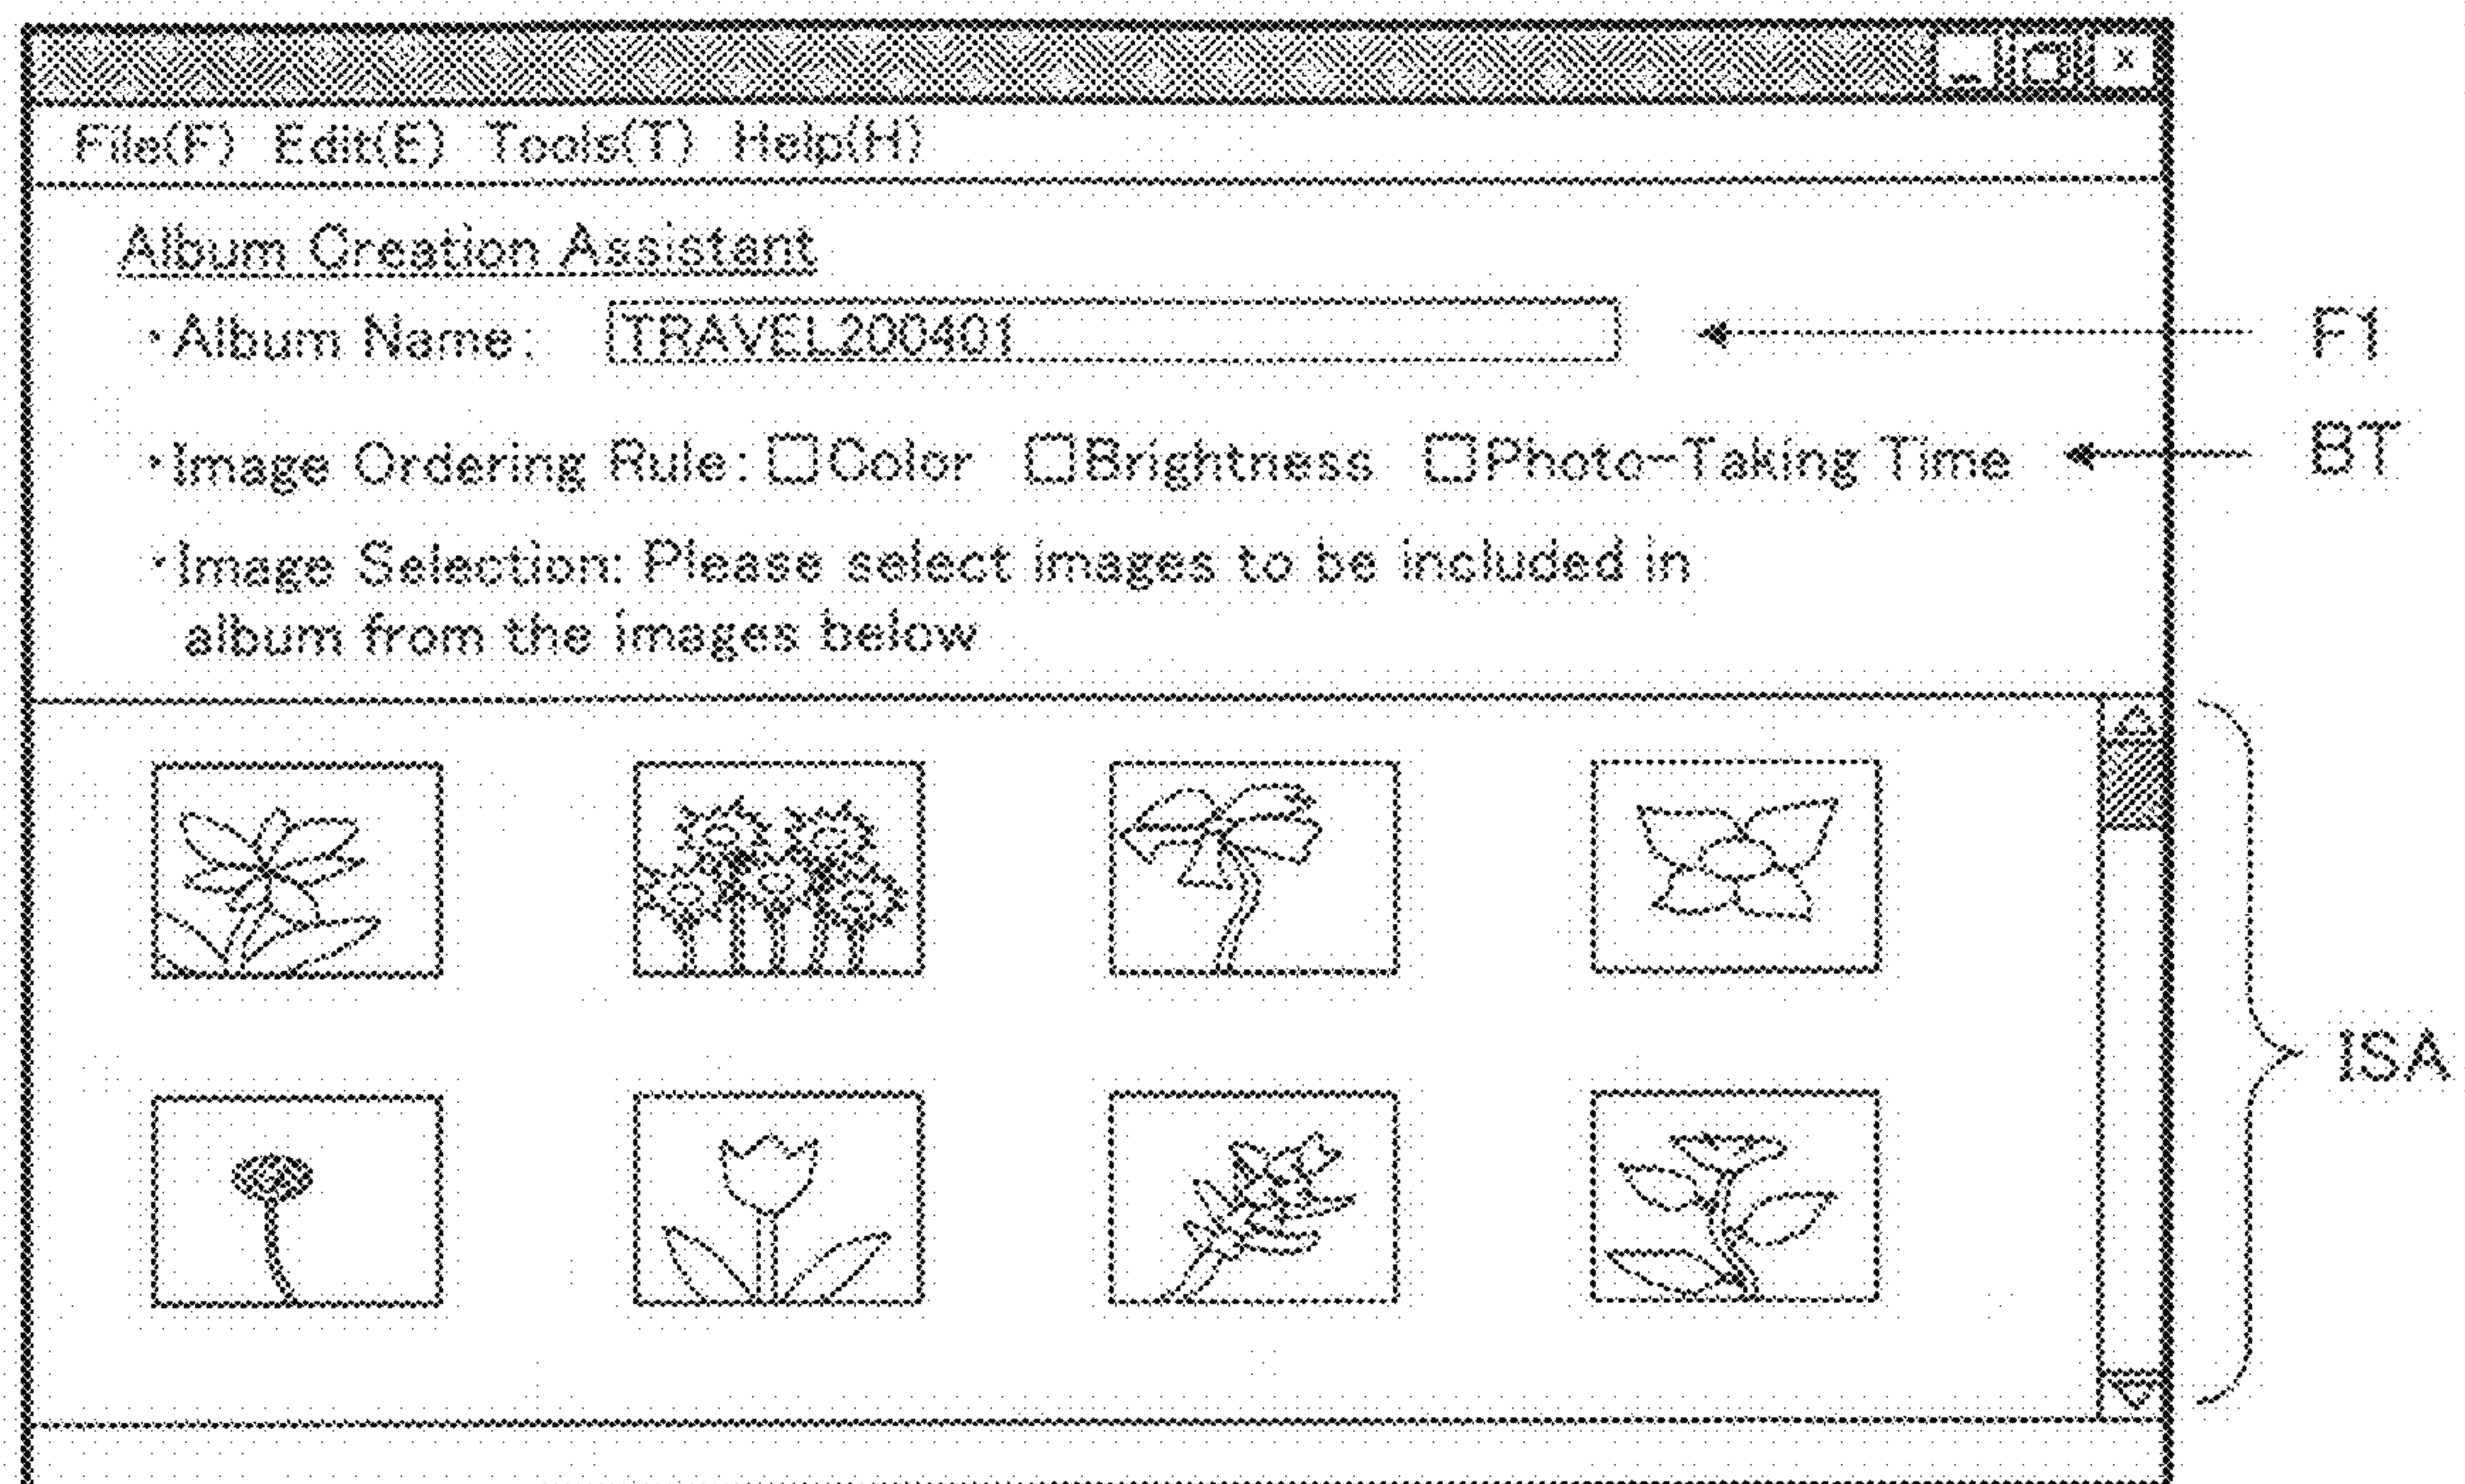 File(F) Edit(E) Tools(T) Help(H)
Album Creation Assistant
・Album Name: TRAVEL200401
F1
・Image Ordering Rule: □Color □Brightness □Photo-Taking Time
BT
・Image Selection: Please select images to be included in
album from the images below
ISA